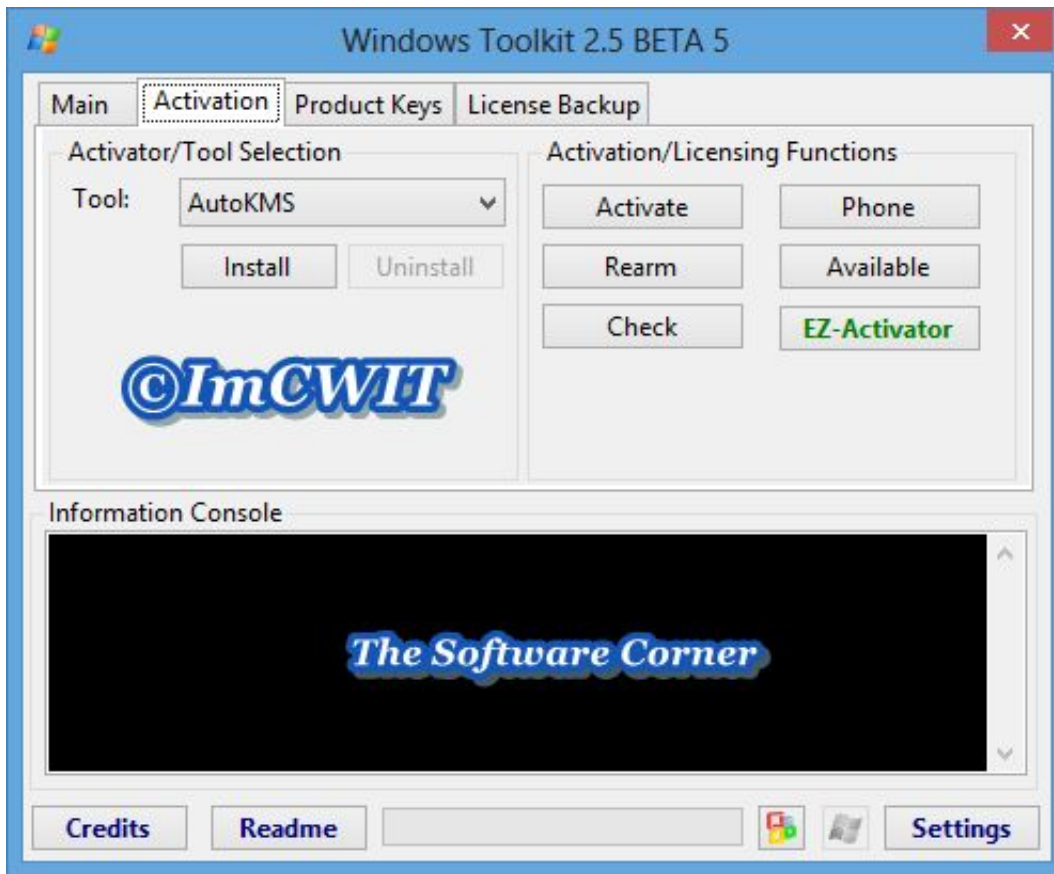 Windows Toolkit 2.5 BETA 5
Main Activation Product Keys License Backup
Activator/Tool Selection
Tool: AutoKMS
Install Uninstall
©ImCWIT
Activation/Licensing Functions
Activate Phone
Rearm Available
Check EZ-Activator
Information Console
The Software Corner
Credits Readme Settings